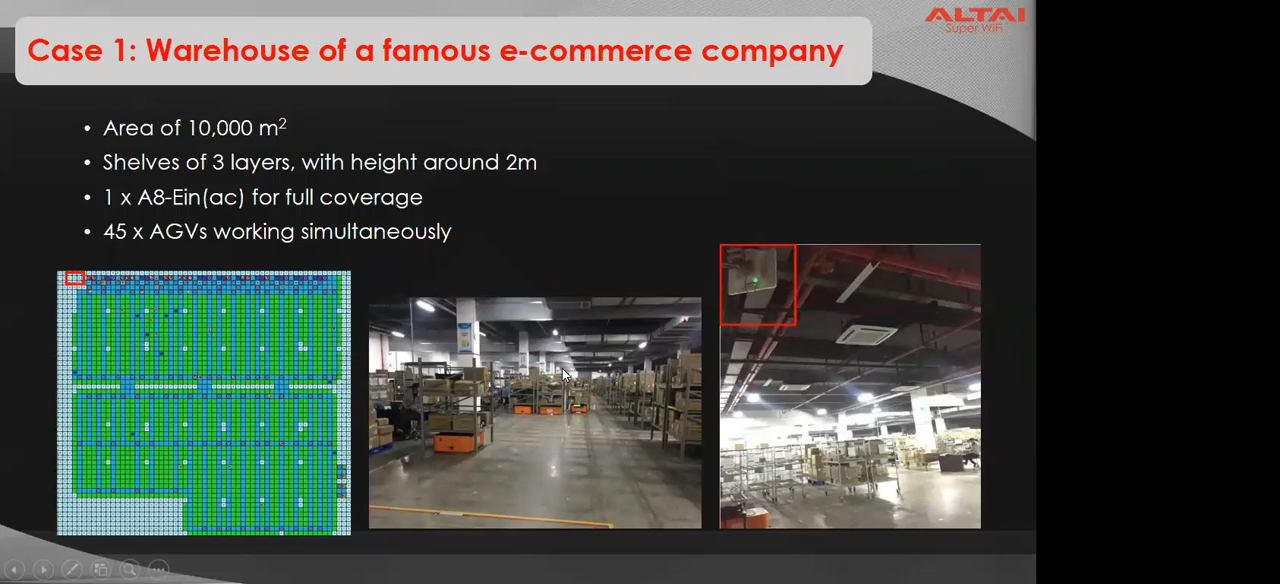 ALTAI
Super WiFi
Case 1: Warehouse of a famous e-commerce company
• Area of 10,000 m²
• Shelves of 3 layers, with height around 2m
• 1 x A8-Ein(ac) for full coverage
• 45 x AGVs working simultaneously